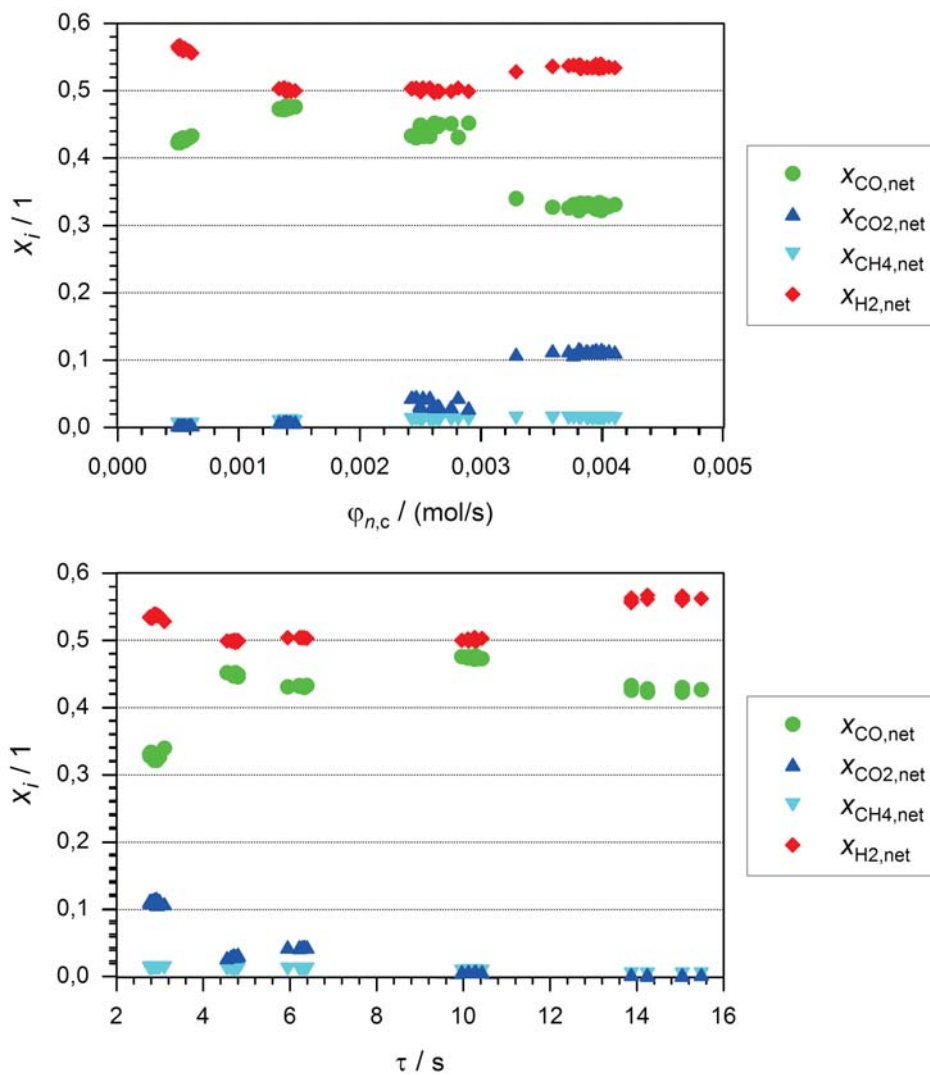 0,6
0,5
0,4
0,3
0,2
0,1
0,0
x_i / 1
0,000 0,001 0,002 0,003 0,004 0,005
φ_n,c / (mol/s)
x_CO,net
x_CO2,net
x_CH4,net
x_H2,net
0,6
0,5
0,4
0,3
0,2
0,1
0,0
x_i / 1
2 4 6 8 10 12 14 16
τ / s
x_CO,net
x_CO2,net
x_CH4,net
x_H2,net